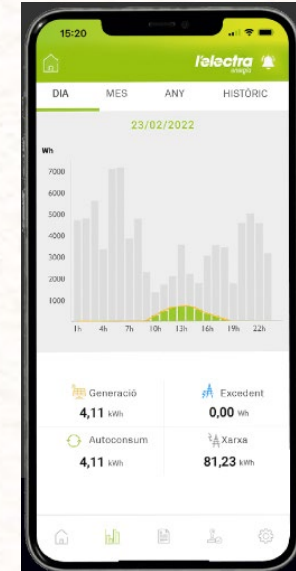 15:20
l'electra
energia
DIA MES ANY HISTÒRIC
23/02/2022
Wh
7000
6000
5000
4000
3000
2000
1000
1h 4h 7h 10h 13h 16h 19h 22h
Generació Excedent
4,11 kWh 0,00 Wh
Autoconsum Xarxa
4,11 kWh 81,23 kWh